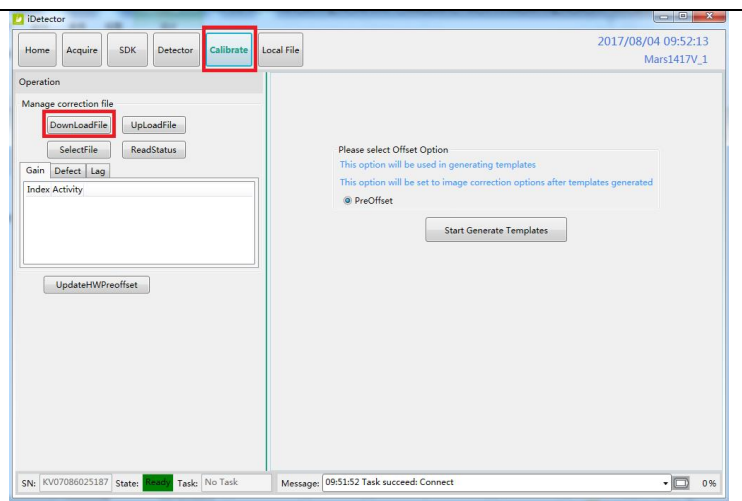 iDetector
Home Acquire SDK Detector Calibrate Local File
2017/08/04 09:52:13
Mars1417V_1
Operation
Manage correction file
DownLoadFile UpLoadFile
SelectFile ReadStatus
Gain Defect Lag
Index Activity
UpdateHWPreoffset
Please select Offset Option
This option will be used in generating templates
This option will be set to image correction options after templates generated
PreOffset
Start Generate Templates
SN: KV07086025187 State: Ready Task: No Task Message: 09:51:52 Task succeed: Connect 0%